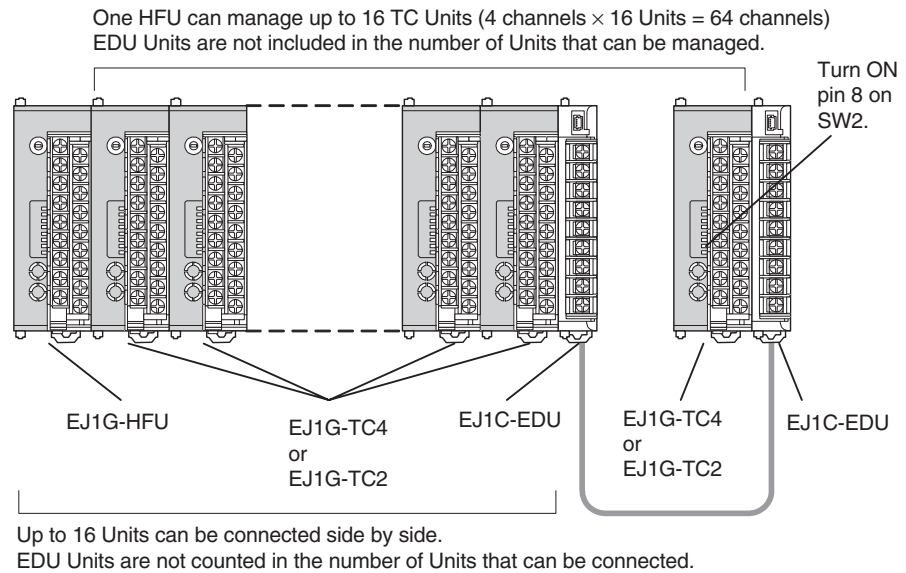 One HFU can manage up to 16 TC Units (4 channels × 16 Units = 64 channels)
EDU Units are not included in the number of Units that can be managed.
Turn ON
pin 8 on
SW2.
EJ1G-HFU
EJ1G-TC4
or
EJ1G-TC2
EJ1C-EDU
EJ1G-TC4
or
EJ1G-TC2
EJ1C-EDU
Up to 16 Units can be connected side by side.
EDU Units are not counted in the number of Units that can be connected.